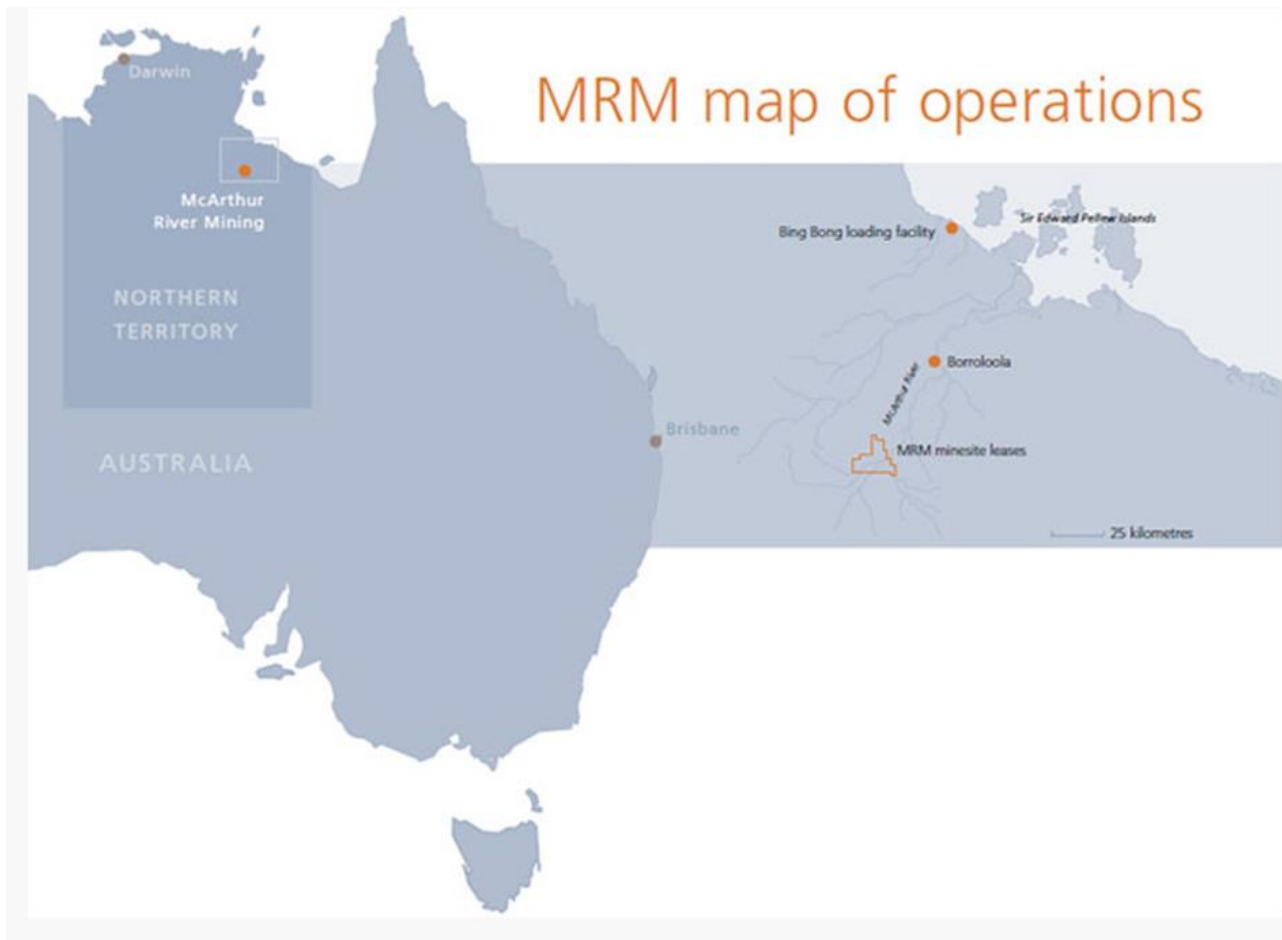 MRM map of operations
Darwin
McArthur
River Mining
NORTHERN
TERRITORY
AUSTRALIA
Brisbane
Sir Edward Pellew Islands
Bing Bong loading facility
Borroloola
McArthur River
MRM minesite leases
25 kilometres